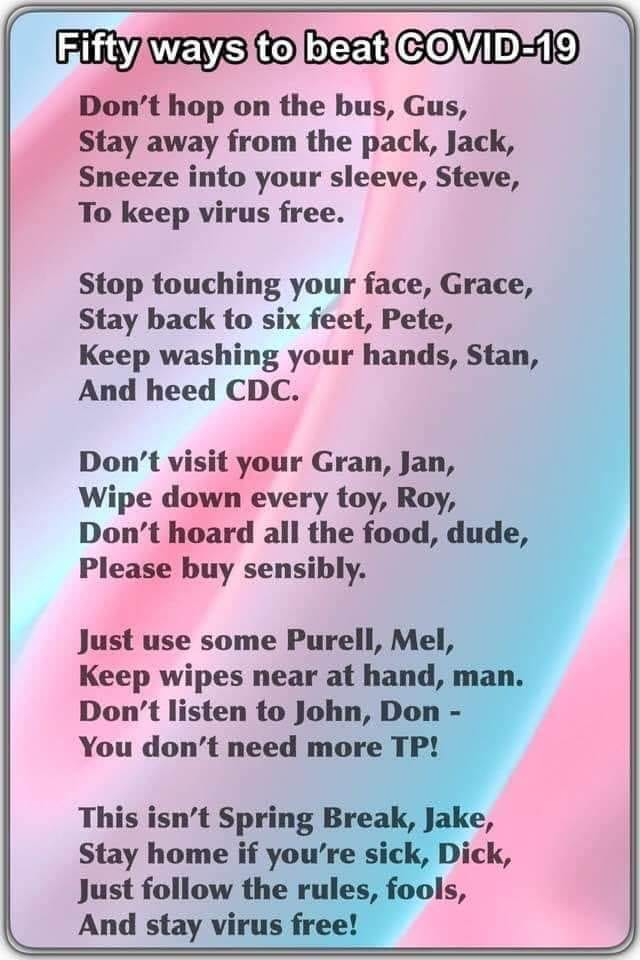 Fifty ways to beat COVID-19
Don't hop on the bus, Gus,
Stay away from the pack, Jack,
Sneeze into your sleeve, Steve,
To keep virus free.
Stop touching your face, Grace,
Stay back to six feet, Pete,
Keep washing your hands, Stan,
And heed CDC.
Don't visit your Gran, Jan,
Wipe down every toy, Roy,
Don't hoard all the food, dude,
Please buy sensibly.
Just use some Purell, Mel,
Keep wipes near at hand, man.
Don't listen to John, Don -
You don't need more TP!
This isn't Spring Break, Jake,
Stay home if you're sick, Dick,
Just follow the rules, fools,
And stay virus free!